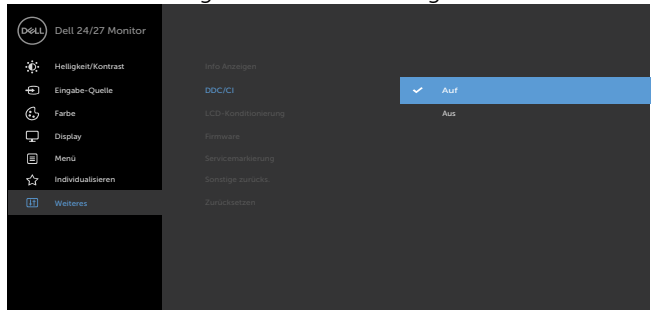 DELL Dell 24/27 Monitor
Helligkeit/Kontrast Info Anzeigen
Eingabe-Quelle DDC/CI Auf
Farbe LCD-Konditionierung Aus
Display Firmware
Menü Servicemarkierung
Individualisieren Sonstige zurücks.
Weiteres Zurücksetzen